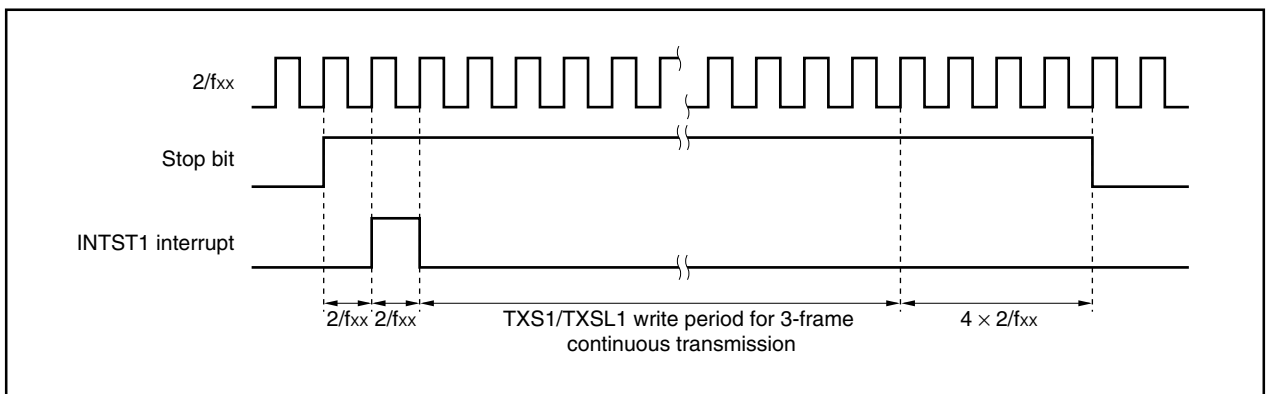 2/fxx
Stop bit
INTST1 interrupt
2/fxx 2/fxx
TXS1/TXSL1 write period for 3-frame
continuous transmission
4 × 2/fxx